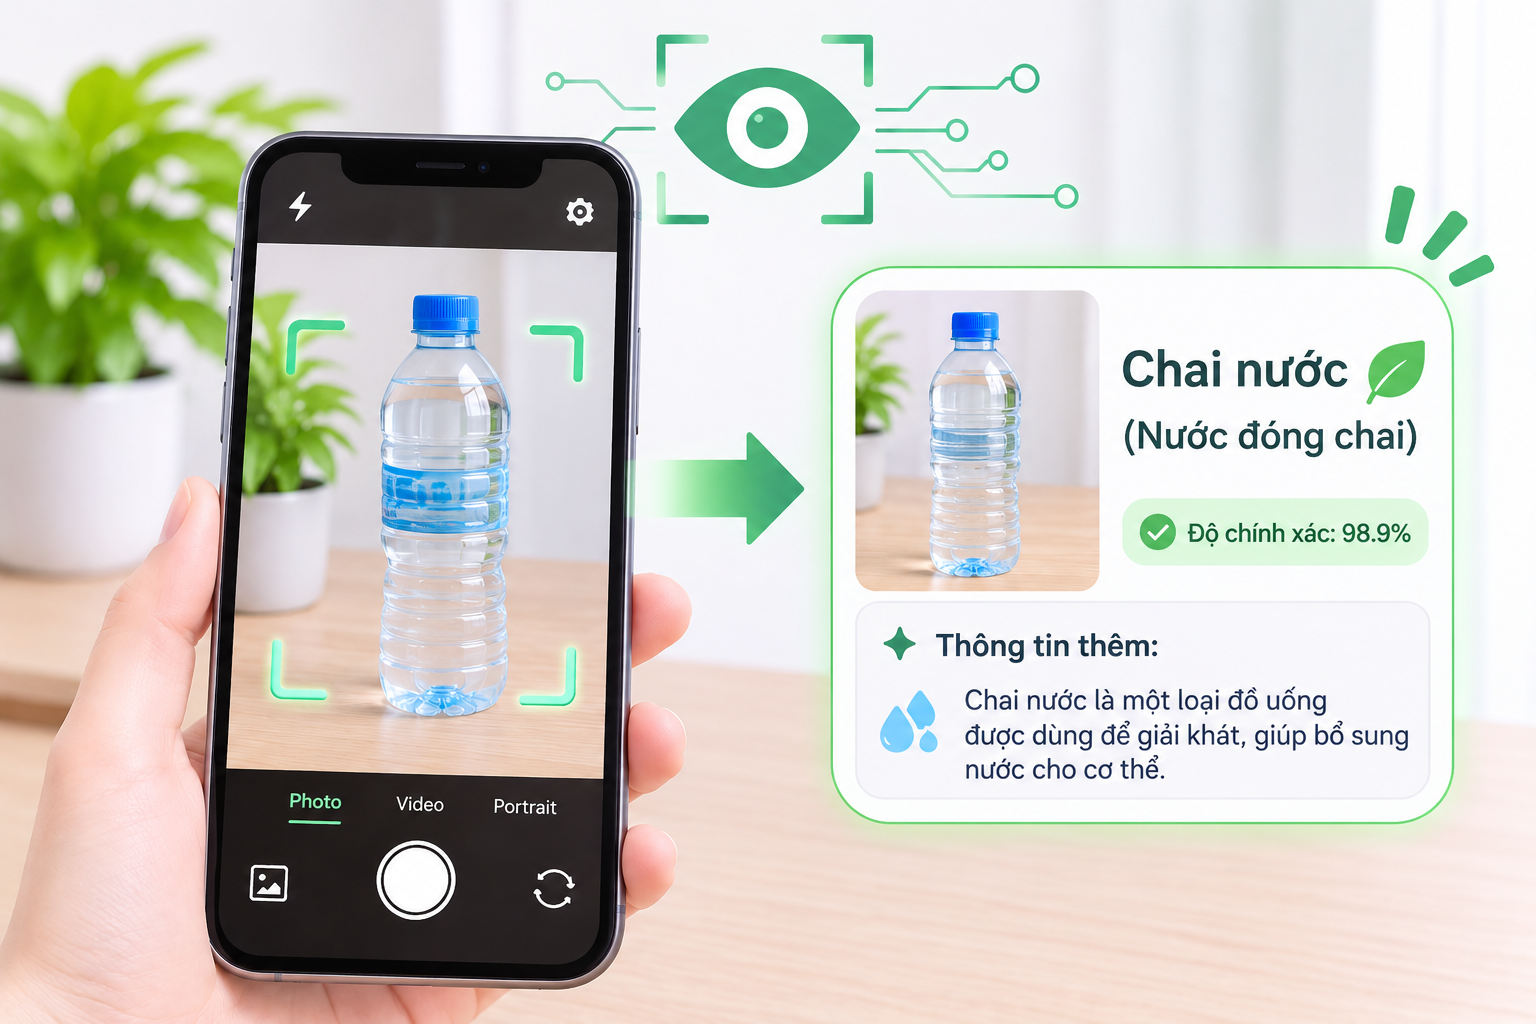 Photo
Video
Portrait
Chai nước
(Nước đóng chai)
Độ chính xác: 98.9%
Thông tin thêm:
Chai nước là một loại đồ uống
được dùng để giải khát, giúp bổ sung
nước cho cơ thể.